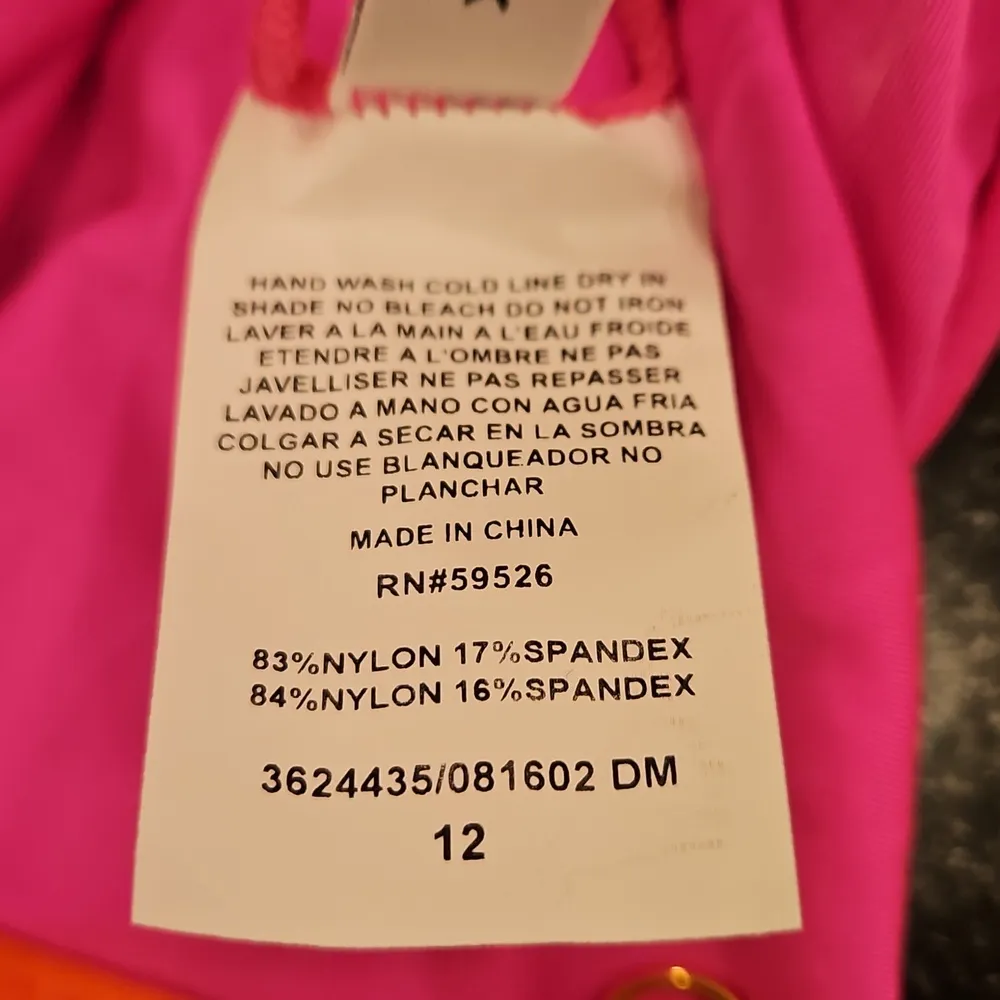 HAND WASH COLD LINE DRY IN
SHADE NO BLEACH DO NOT IRON
LAVER A LA MAIN A L'EAU FROIDE
ETENDRE A L'OMBRE NE PAS
JAVELLISER NE PAS REPASSER
LAVADO A MANO CON AGUA FRIA
COLGAR A SECAR EN LA SOMBRA
NO USE BLANQUEADOR NO
PLANCHAR
MADE IN CHINA
RN#59526
83%NYLON 17%SPANDEX
84%NYLON 16%SPANDEX
3624435/081602 DM
12